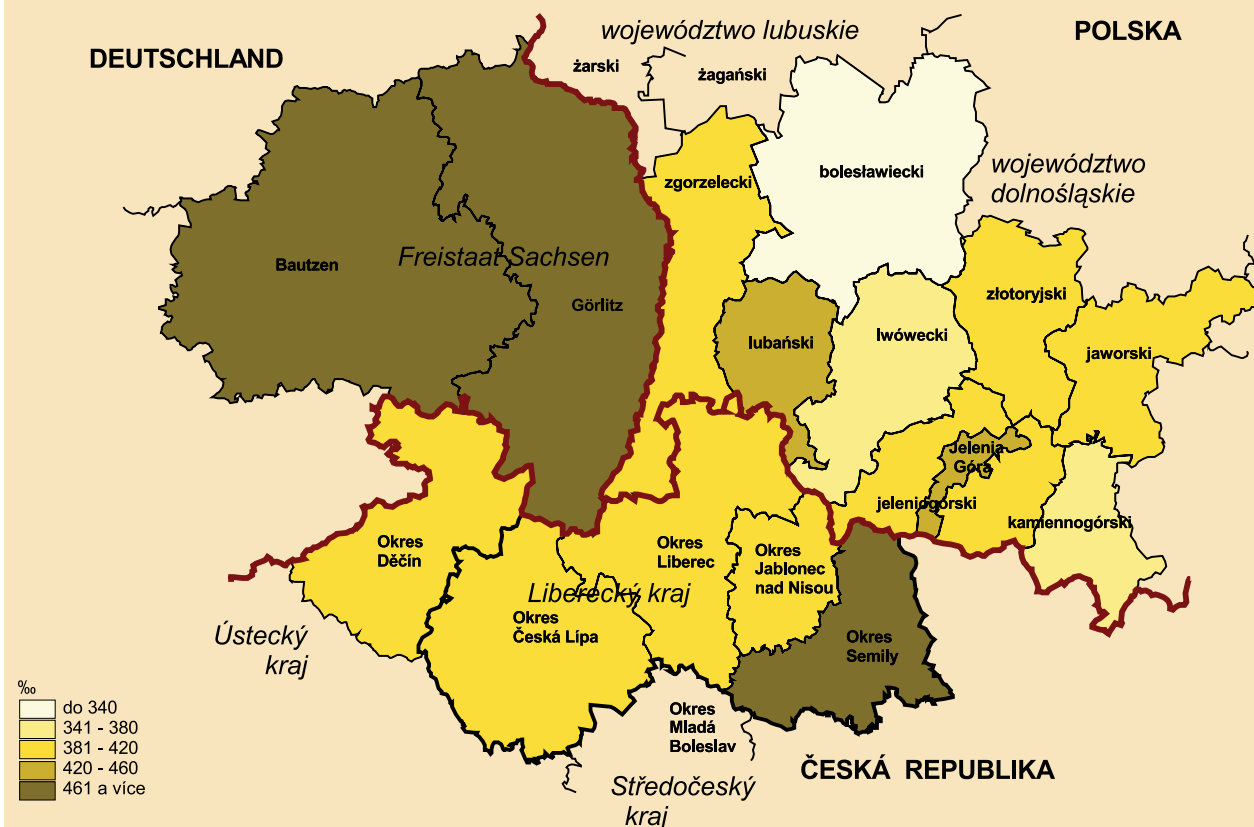 województwo lubuskie
POLSKA
DEUTSCHLAND
żarski
żagański
województwo
dolnośląskie
bolesławiecki
zgorzelecki
Freistaat Sachsen
Bautzen
Görlitz
złotoryjski
lubański
lwówecki
jaworski
Jelenia
Góra
jeleniogórski
kamiennogórski
Okres
Děčín
Okres
Liberec
Okres
Jablonec
nad Nisou
Liberecký kraj
Okres
Česká Lípa
Ústecký
kraj
Okres
Semily
Okres
Mladá
Boleslav
ČESKÁ REPUBLIKA
Středočeský
kraj
‰
do 340
341 - 380
381 - 420
420 - 460
461 a více